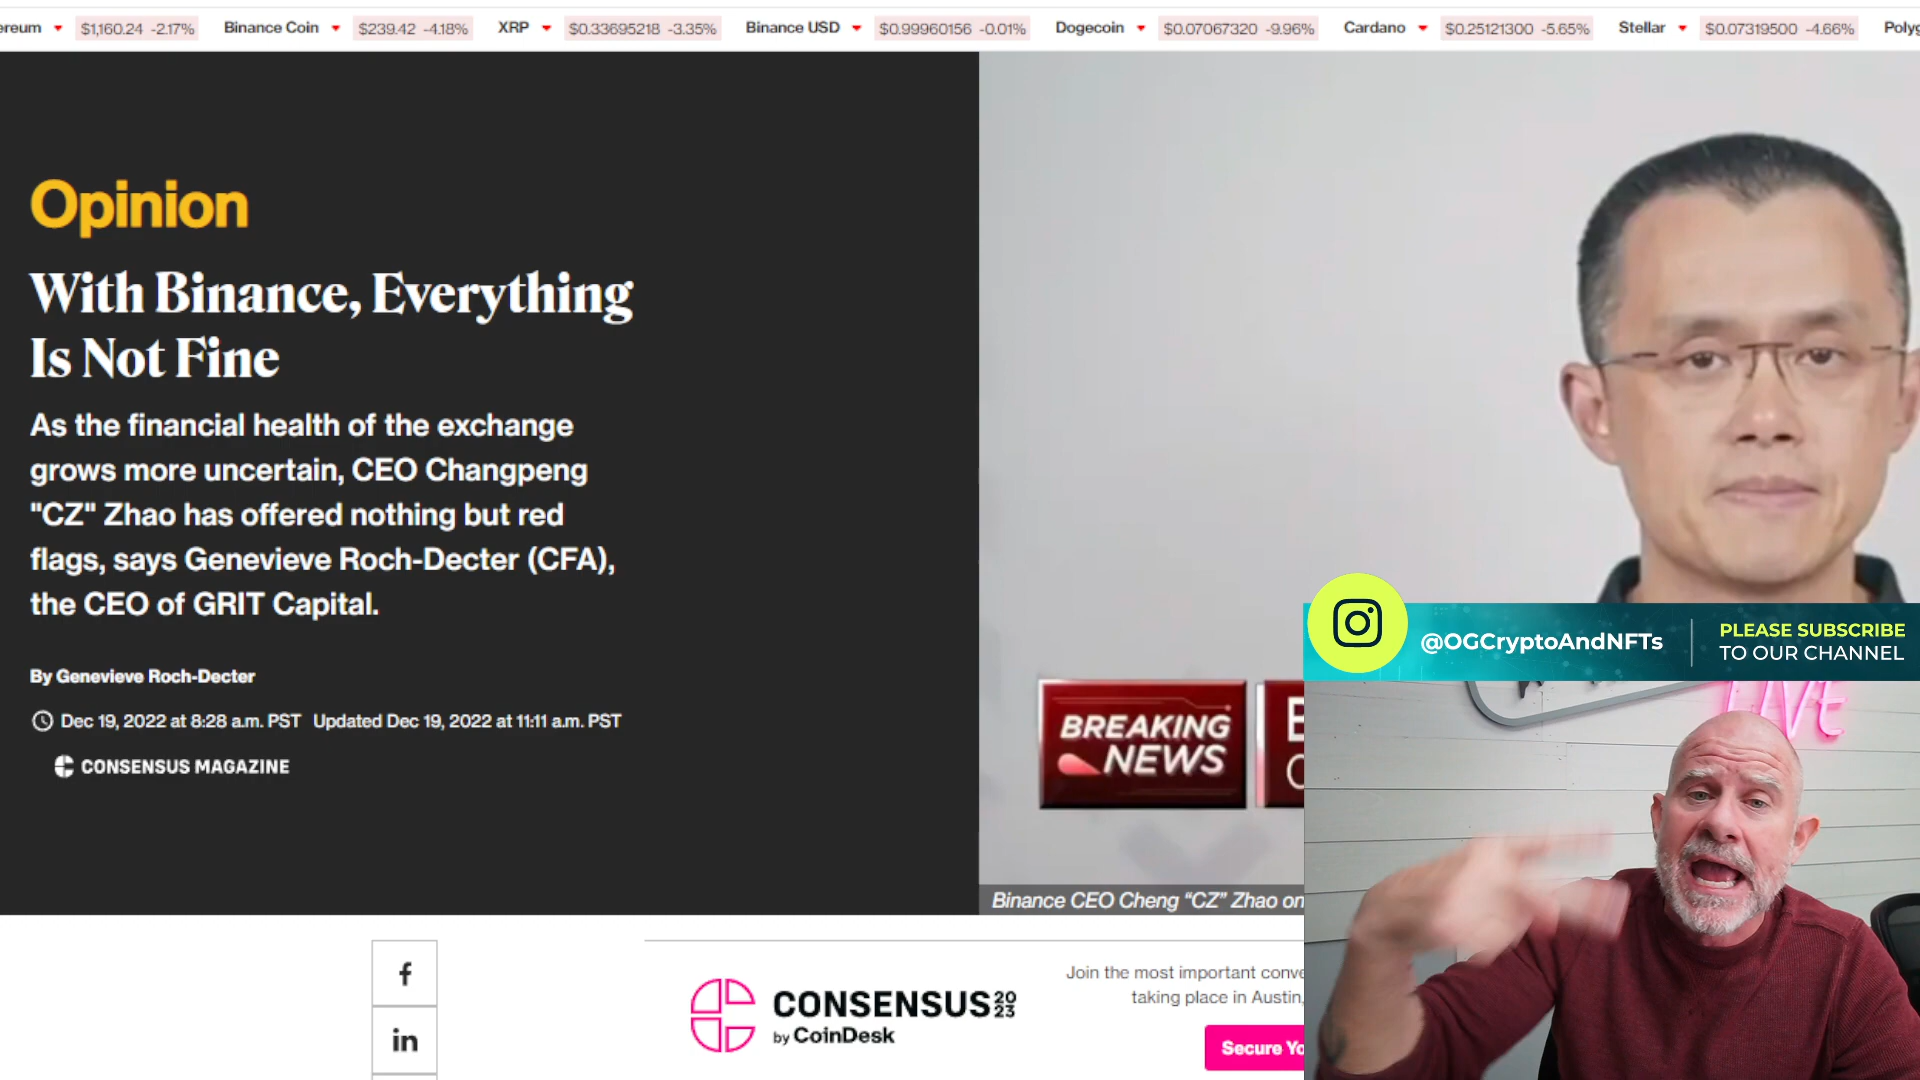 ereum $1,160.24 -2.17% Binance Coin $239.42 -4.18% XRP $0.33695218 -3.35% Binance USD $0.99960156 -0.01% Dogecoin $0.07067320 -9.96% Cardano $0.25121300 -5.65% Stellar $0.07319500 -4.66% Polyg
Opinion
With Binance, Everything
Is Not Fine
As the financial health of the exchange
grows more uncertain, CEO Changpeng
"CZ" Zhao has offered nothing but red
flags, says Genevieve Roch-Decter (CFA),
the CEO of GRIT Capital.
By Genevieve Roch-Decter
Dec 19, 2022 at 8:28 a.m. PST Updated Dec 19, 2022 at 11:11 a.m. PST
CONSENSUS MAGAZINE
BREAKING
NEWS
Binance CEO Cheng “CZ” Zhao on
@OGCryptoAndNFTs
PLEASE SUBSCRIBE
TO OUR CHANNEL
LIVE
f
in
CONSENSUS 2023
by CoinDesk
Join the most important conve
taking place in Austin,
Secure Yo